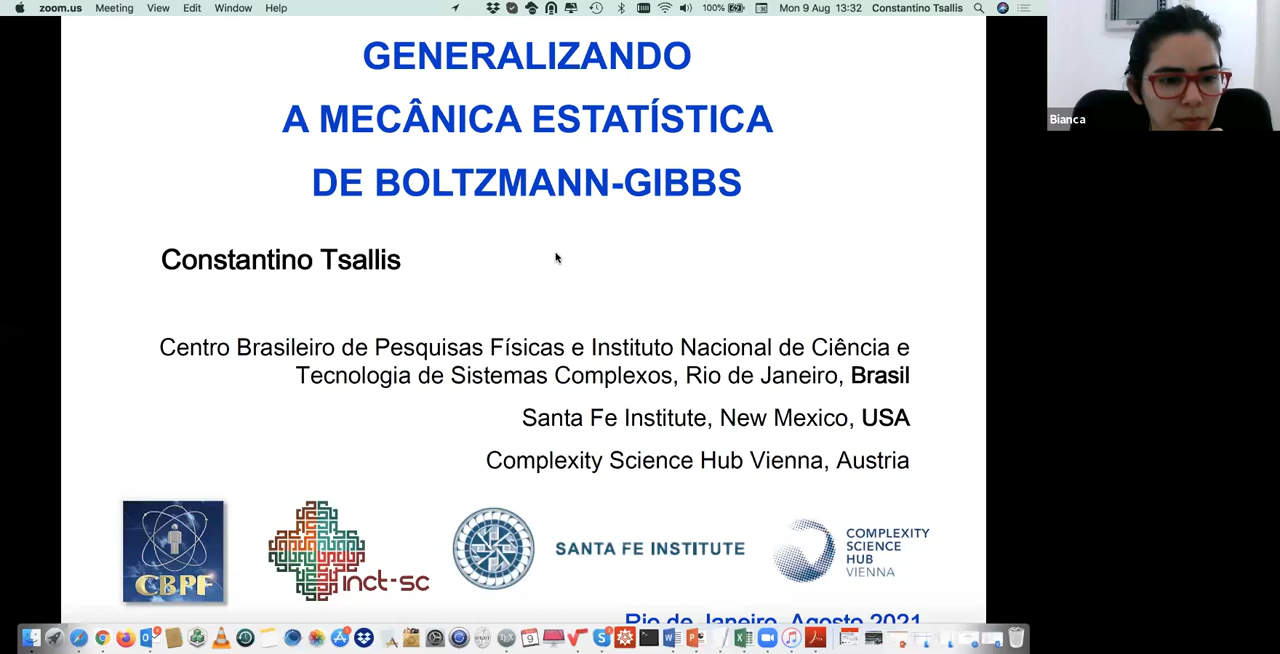 zoom.us Meeting View Edit Window Help 100% Mon 9 Aug 13:32 Constantino Tsallis
GENERALIZANDO
A MECÂNICA ESTATÍSTICA
DE BOLTZMANN-GIBBS
Constantino Tsallis
Centro Brasileiro de Pesquisas Físicas e Instituto Nacional de Ciência e
Tecnologia de Sistemas Complexos, Rio de Janeiro, Brasil
Santa Fe Institute, New Mexico, USA
Complexity Science Hub Vienna, Austria
CBPF
inct-sc
SANTA FE INSTITUTE
COMPLEXITY
SCIENCE
HUB
VIENNA
Rio de Janeiro, Agosto 2021
Bianca